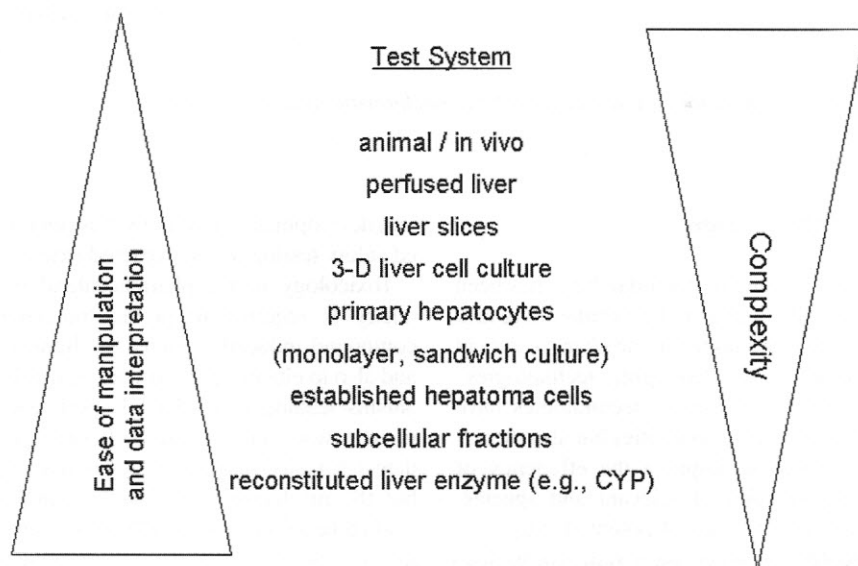 Test System
animal / in vivo
perfused liver
liver slices
3-D liver cell culture
primary hepatocytes
(monolayer, sandwich culture)
established hepatoma cells
subcellular fractions
reconstituted liver enzyme (e.g., CYP)
Ease of manipulation
and data interpretation
Complexity